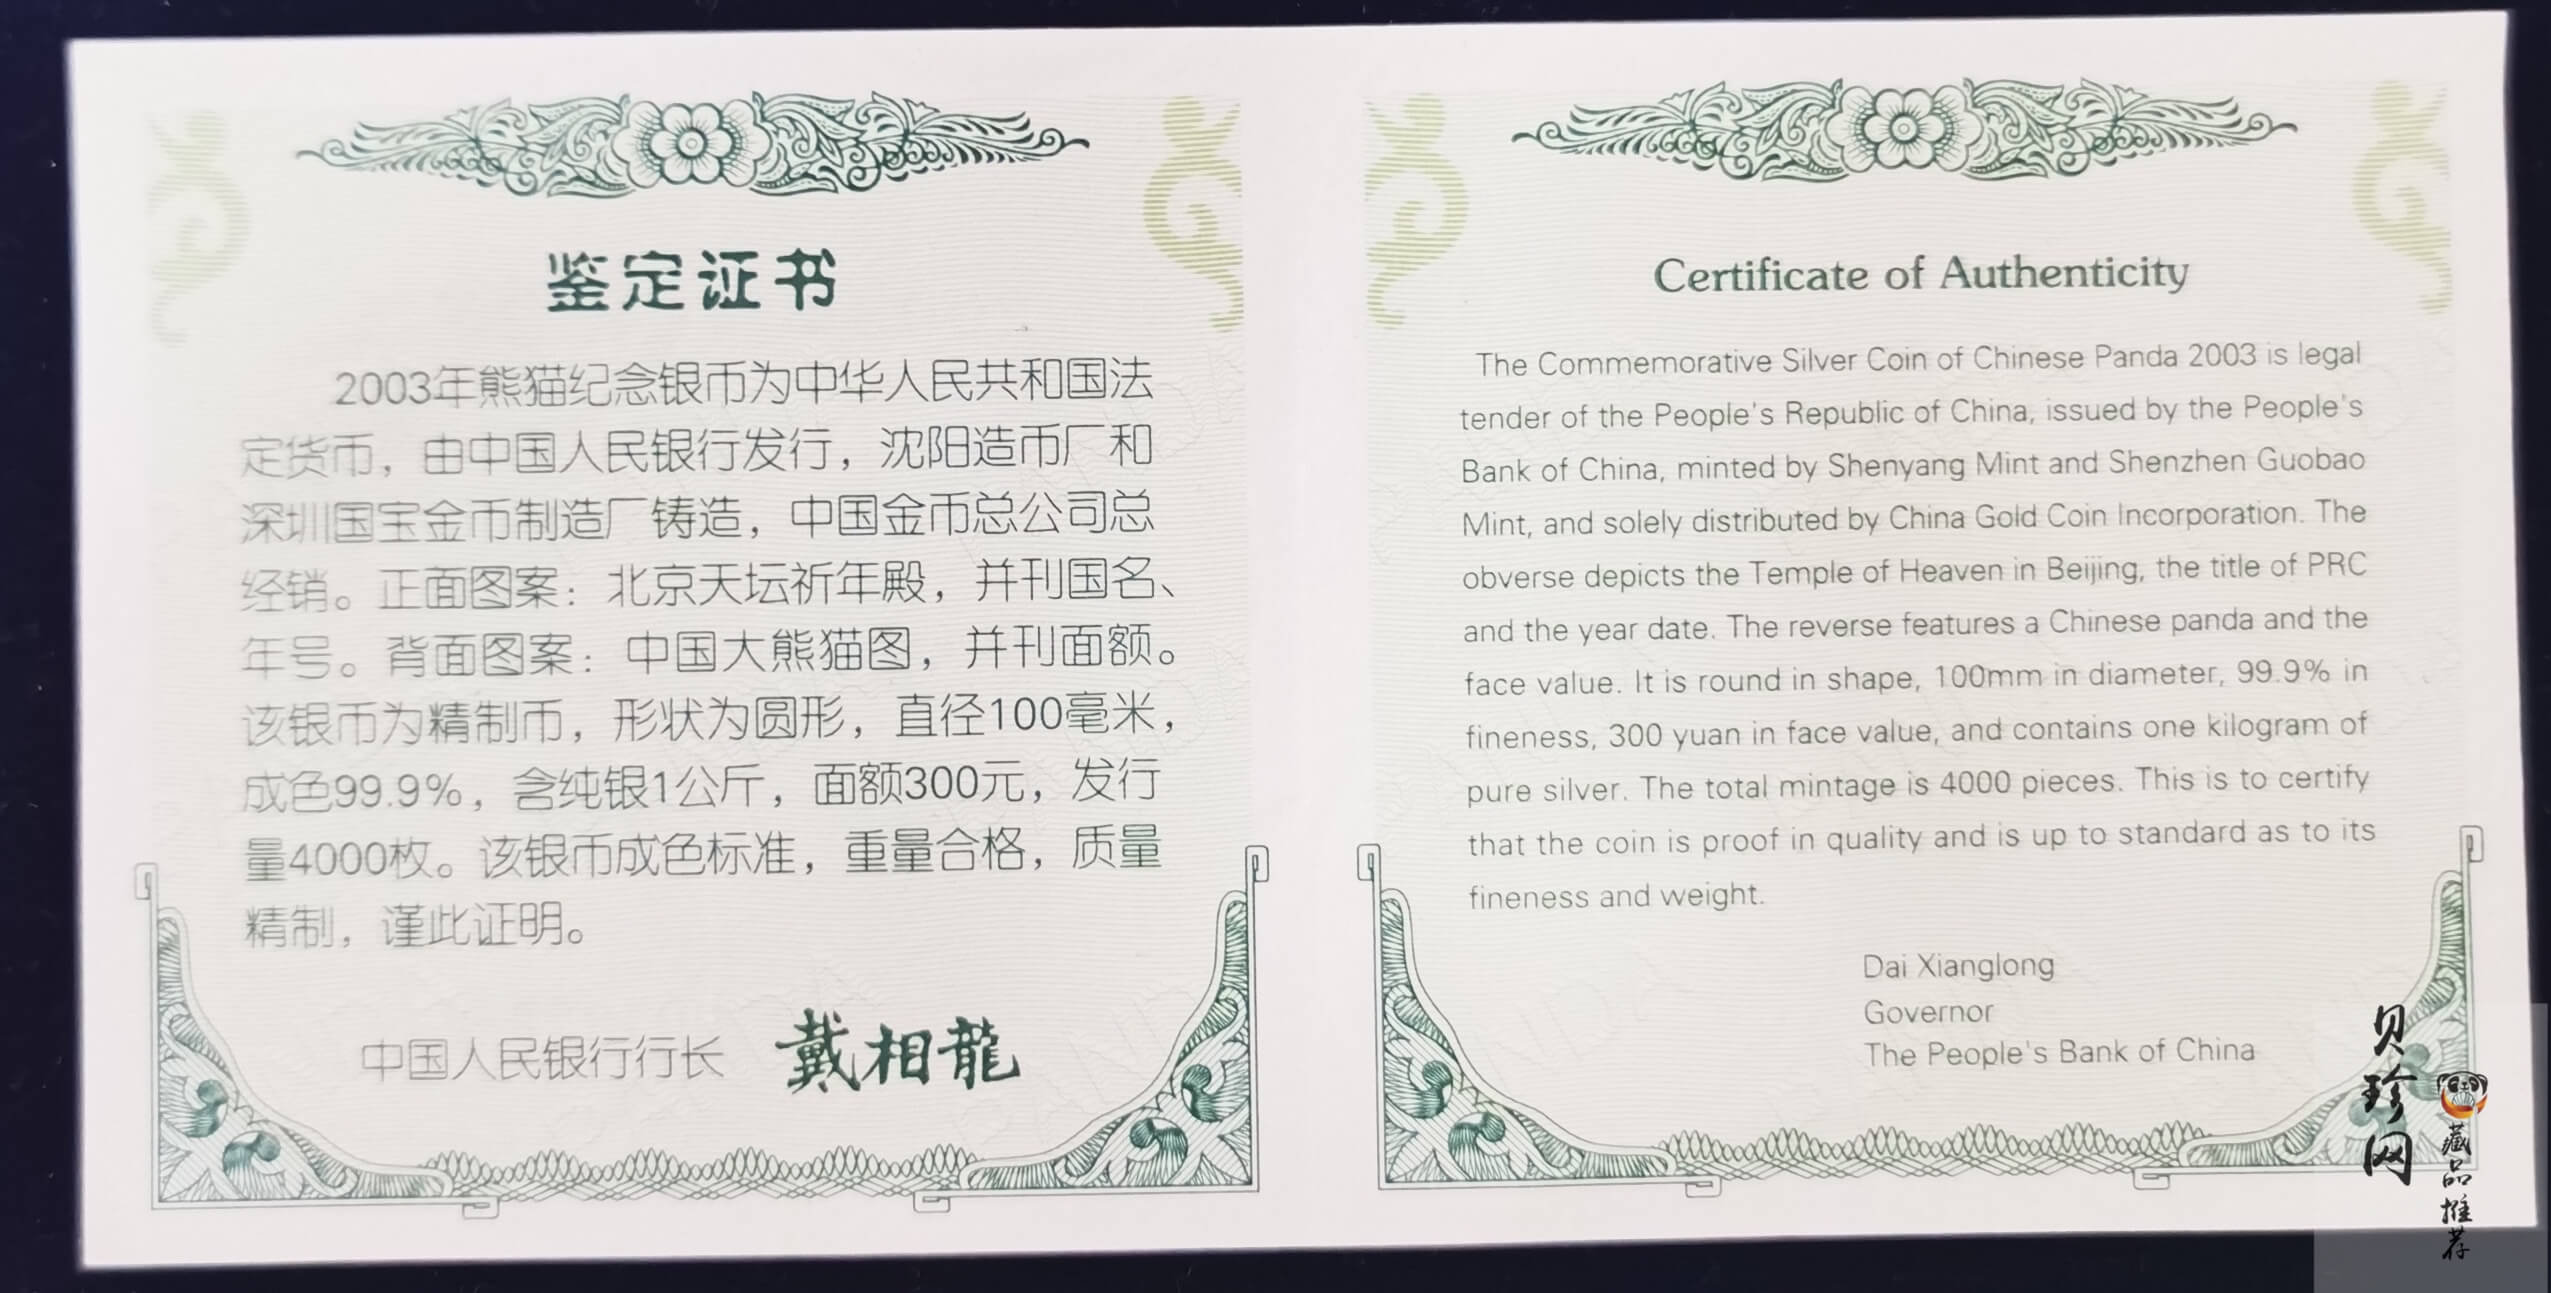 鉴定证书
2003年熊猫纪念银币为中华人民共和国法
定货币，由中国人民银行发行，沈阳造币厂和
深圳国宝金币制造厂铸造，中国金币总公司总
经销。正面图案：北京天坛祈年殿，并刊国名、
年号。背面图案：中国大熊猫图，并刊面额。
该银币为精制币，形状为圆形，直径100毫米，
成色99.9%，含纯银1公斤，面额300元，发行
量4000枚。该银币成色标准，重量合格，质量
精制，谨此证明。
中国人民银行行长 戴相龍
Certificate of Authenticity
The Commemorative Silver Coin of Chinese Panda 2003 is legal
tender of the People's Republic of China, issued by the People's
Bank of China, minted by Shenyang Mint and Shenzhen Guobao
Mint, and solely distributed by China Gold Coin Incorporation. The
obverse depicts the Temple of Heaven in Beijing, the title of PRC
and the year date. The reverse features a Chinese panda and the
face value. It is round in shape, 100mm in diameter, 99.9% in
fineness, 300 yuan in face value, and contains one kilogram of
pure silver. The total mintage is 4000 pieces. This is to certify
that the coin is proof in quality and is up to standard as to its
fineness and weight.
Dai Xianglong
Governor
The People's Bank of China
贝珍网
藏品推荐